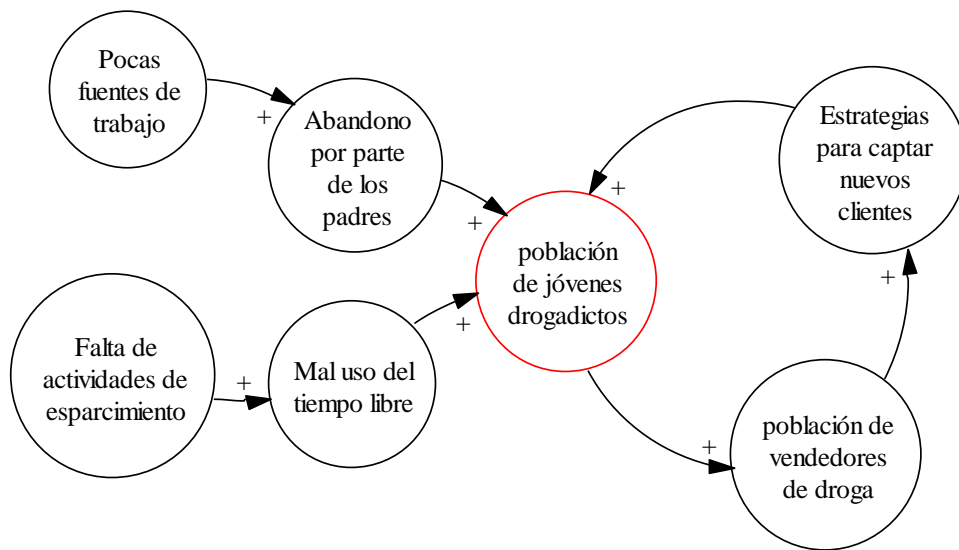 Pocas
fuentes de
trabajo
+
Abandono
por parte
de los
padres
+
Falta de
actividades de
esparcimiento
+
Mal uso del
tiempo libre
+
población
de jóvenes
drogadictos
+
población de
vendedores
de droga
+
Estrategias
para captar
nuevos
clientes
+